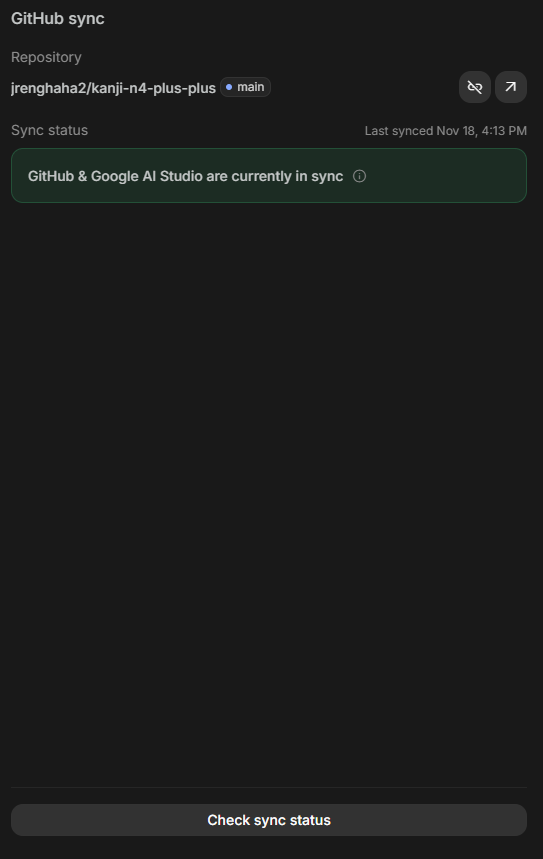 GitHub sync
Repository
jrenghaha2/kanji-n4-plus-plus main
Sync status Last synced Nov 18, 4:13 PM
GitHub & Google AI Studio are currently in sync
Check sync status